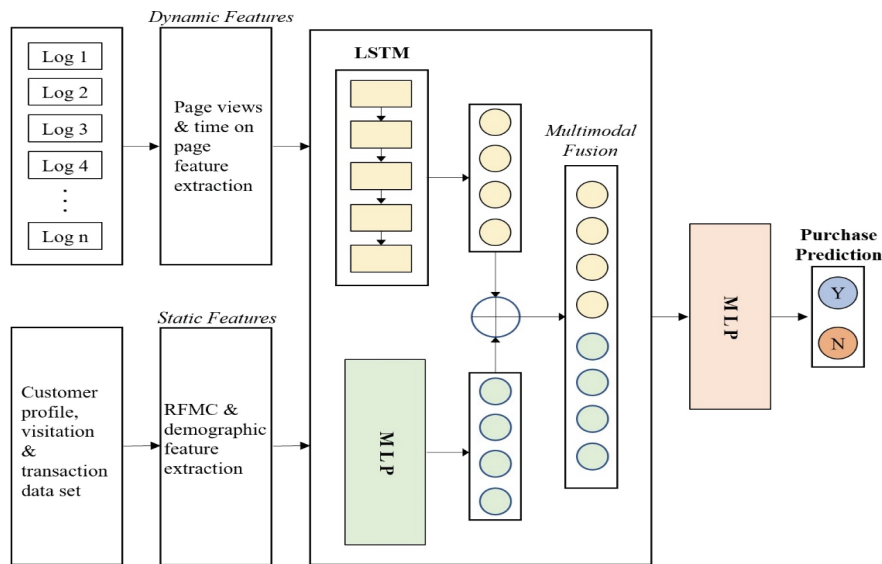 Dynamic Features
Log 1
Log 2
Log 3
Log 4
Log n
Page views
& time on
page
feature
extraction
LSTM
Multimodal
Fusion
MLP
Purchase
Prediction
Y
N
Static Features
Customer
profile,
visitation
&
transaction
data set
RFMC &
demographic
feature
extraction
MLP